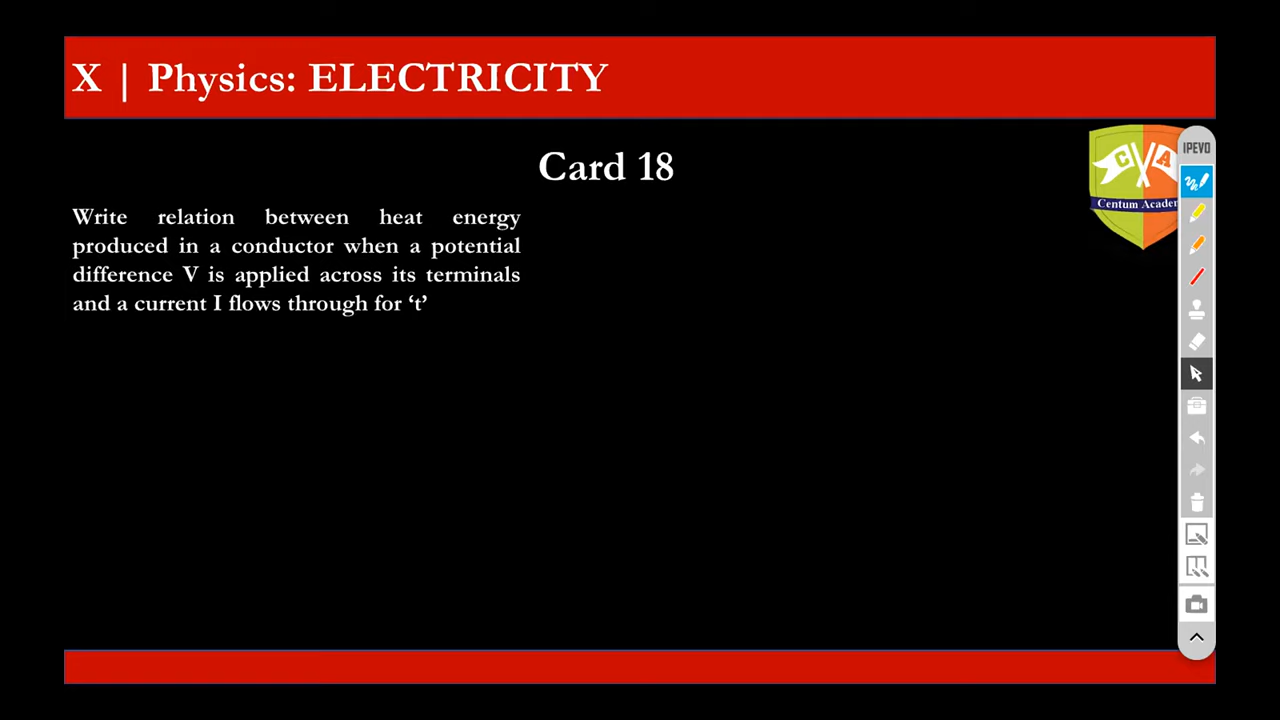 X | Physics: ELECTRICITY
Card 18
Write relation between heat energy
produced in a conductor when a potential
difference V is applied across its terminals
and a current I flows through for ‘t’
C A
Centum Academ
IPEVO